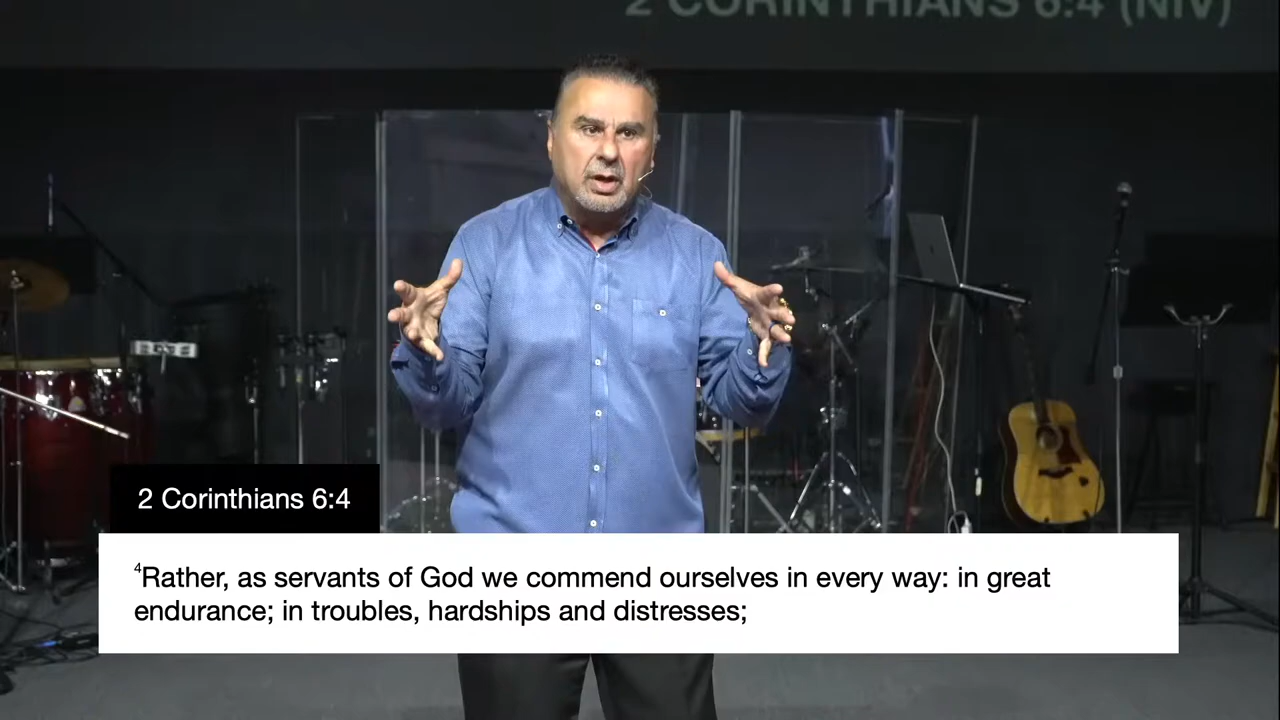 2 CORINTHIANS 6:4 (NIV)
2 Corinthians 6:4
⁴Rather, as servants of God we commend ourselves in every way: in great
endurance; in troubles, hardships and distresses;